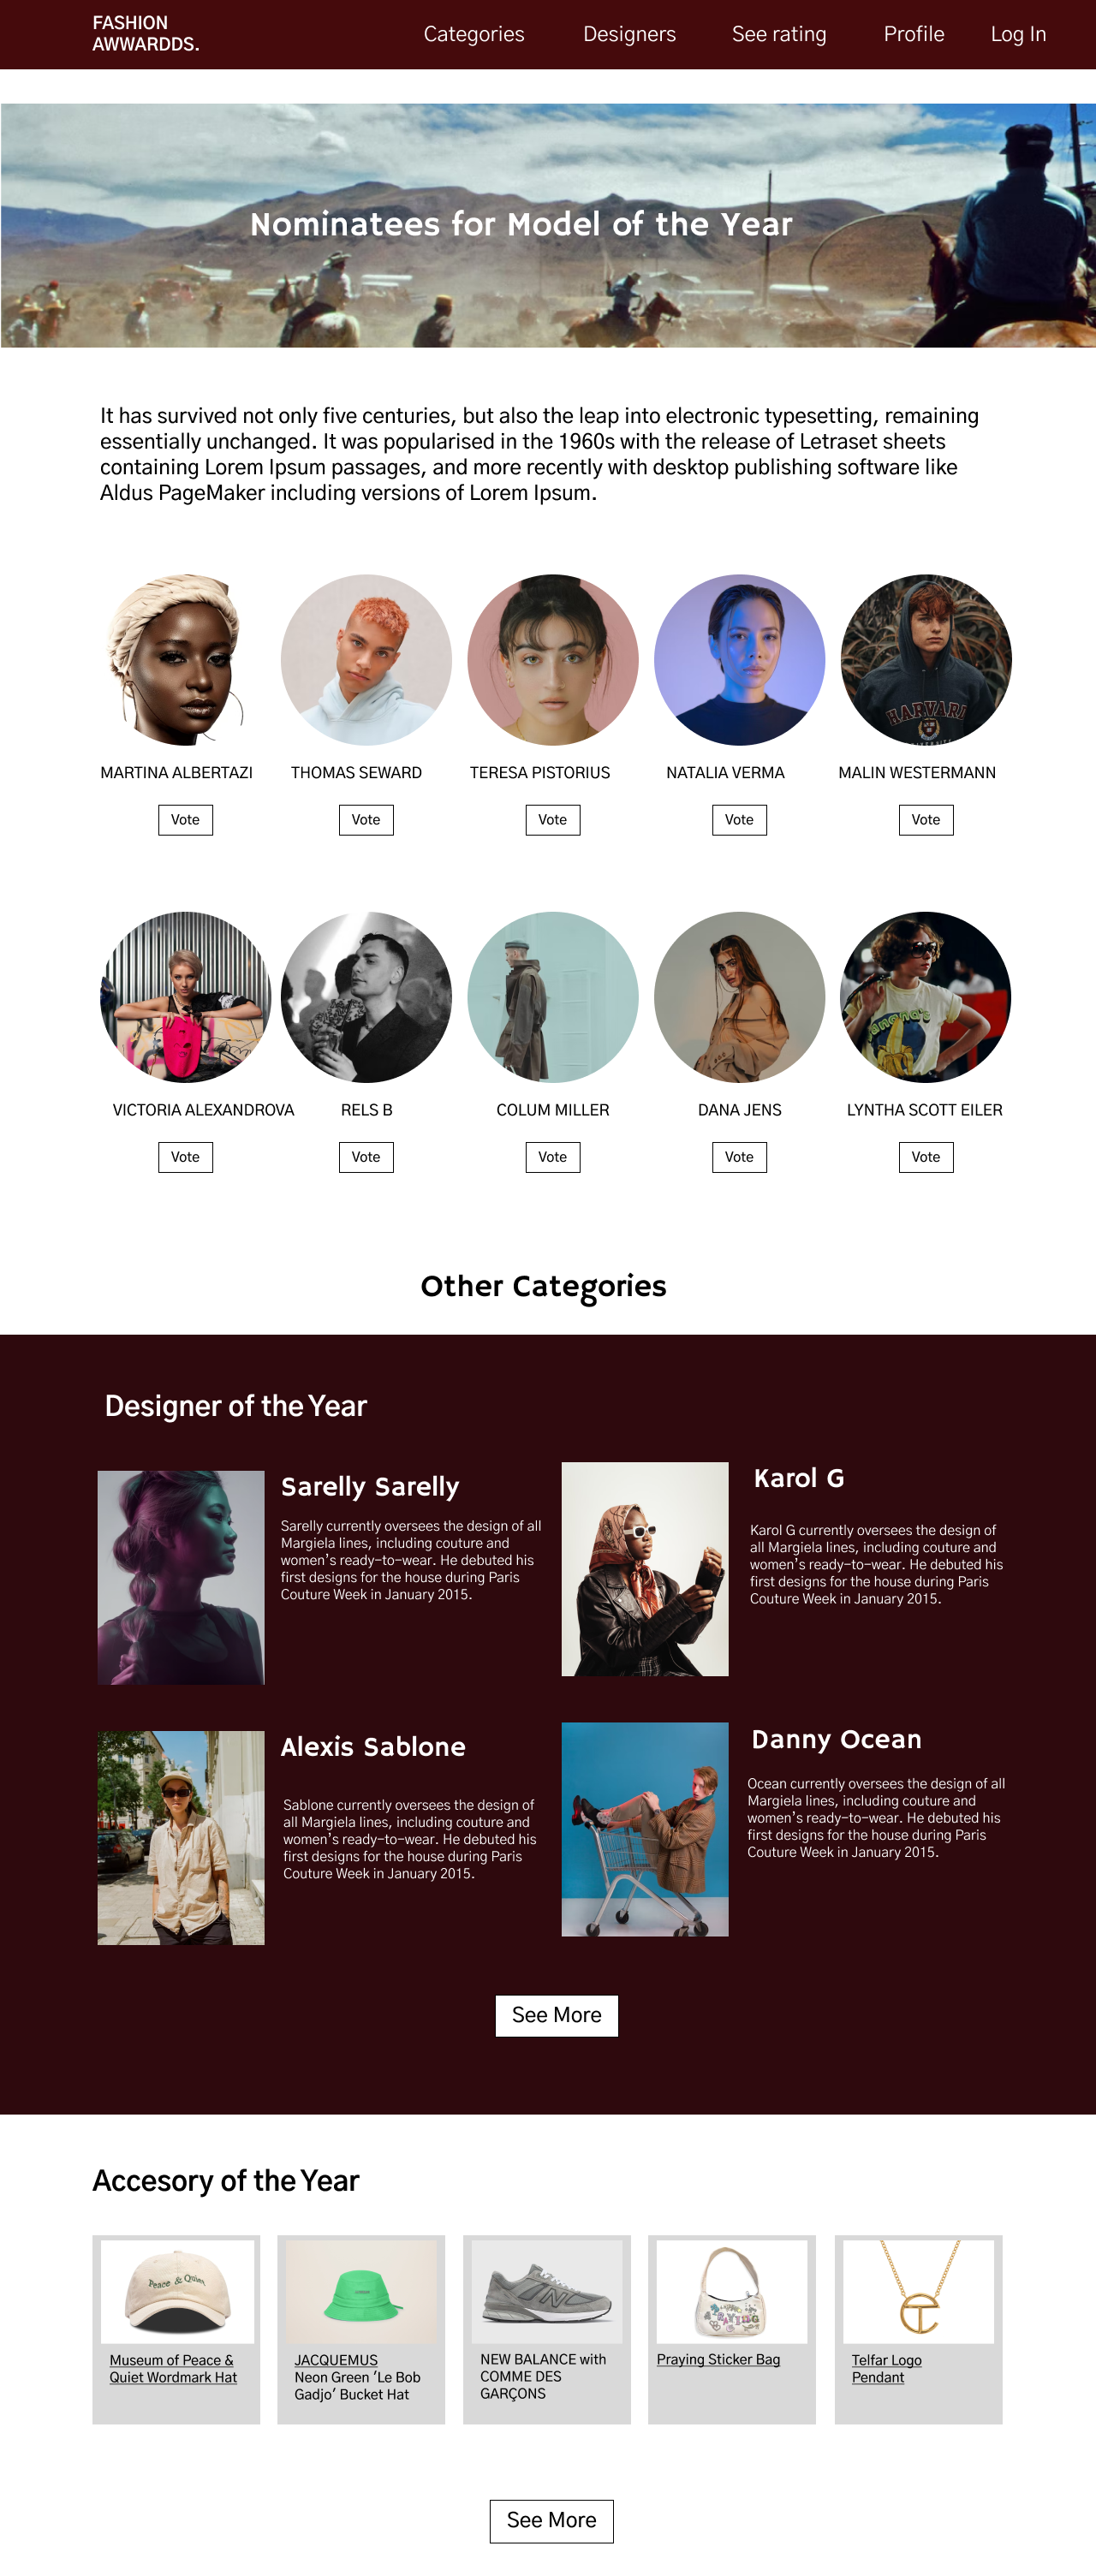 FASHION
AWWARDDS.
Categories
Designers
See rating
Profile
Log In
Nominatees for Model of the Year
It has survived not only five centuries, but also the leap into electronic typesetting, remaining
essentially unchanged. It was popularised in the 1960s with the release of Letraset sheets
containing Lorem Ipsum passages, and more recently with desktop publishing software like
Aldus PageMaker including versions of Lorem Ipsum.
HARVARD
MARTINA ALBERTAZI
THOMAS SEWARD
TERESA PISTORIUS
NATALIA VERMA
MALIN WESTERMANN
Vote
Vote
Vote
Vote
Vote
VICTORIA ALEXANDROVA
RELS B
COLUM MILLER
DANA JENS
LYNTHA SCOTT EILER
Vote
Vote
Vote
Vote
Vote
Other Categories
Designer of the Year
Sarelly Sarelly
Sarelly currently oversees the design of all
Margiela lines, including couture and
women's ready-to-wear. He debuted his
first designs for the house during Paris
Couture Week in January 2015.
Karol G
Karol G currently oversees the design of
all Margiela lines, including couture and
women's ready-to-wear. He debuted his
first designs for the house during Paris
Couture Week in January 2015.
Alexis Sablone
Sablone currently oversees the design of
all Margiela lines, including couture and
women's ready-to-wear. He debuted his
first designs for the house during Paris
Couture Week in January 2015.
Danny Ocean
Ocean currently oversees the design of all
Margiela lines, including couture and
women's ready-to-wear. He debuted his
first designs for the house during Paris
Couture Week in January 2015.
See More
Accesory of the Year
Peace & Quiet
Museum of Peace &
Quiet Wordmark Hat
JACQUEMUS
Neon Green 'Le Bob
Gadjo' Bucket Hat
N
NEW BALANCE with
COMME DES
GARÇONS
PRAYING
Praying Sticker Bag
Telfar Logo
Pendant
See More